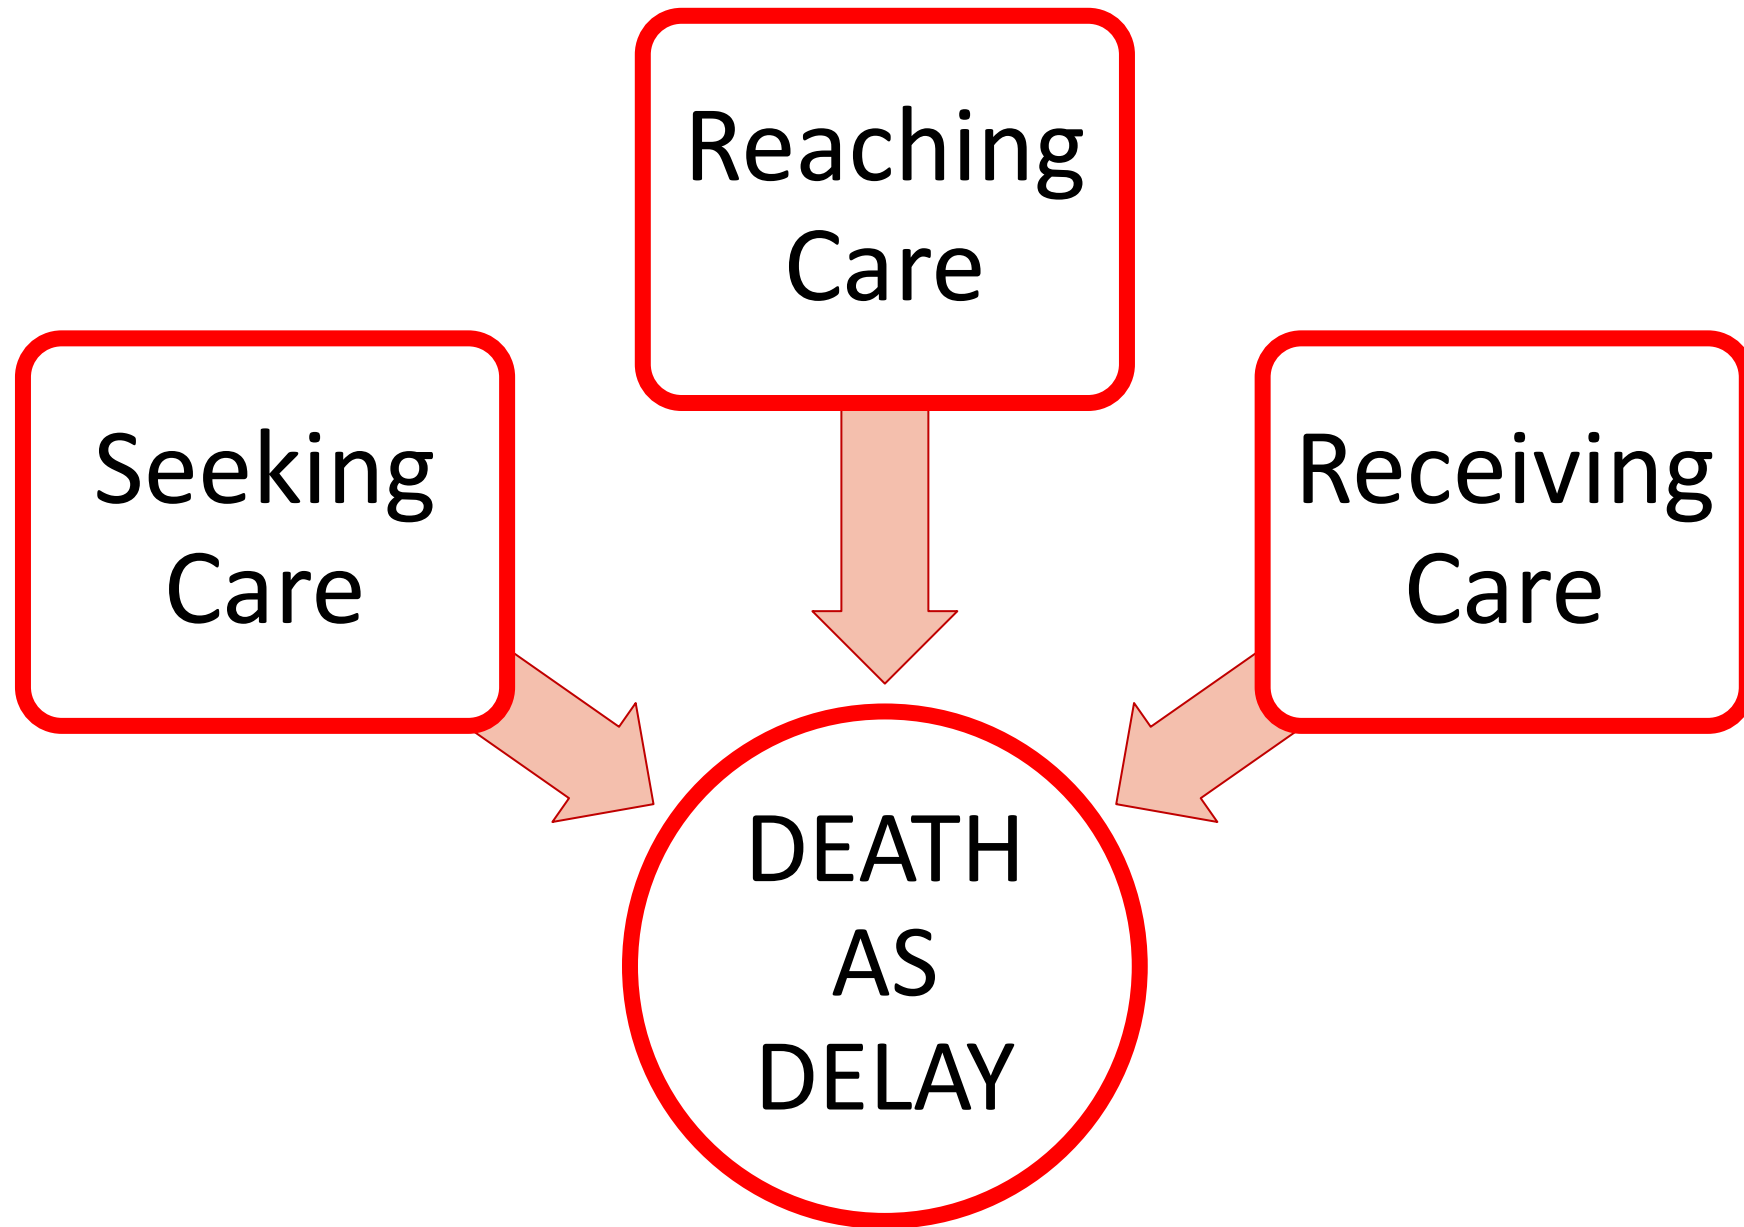 Reaching
Care
Seeking
Care
Receiving
Care
DEATH
AS
DELAY